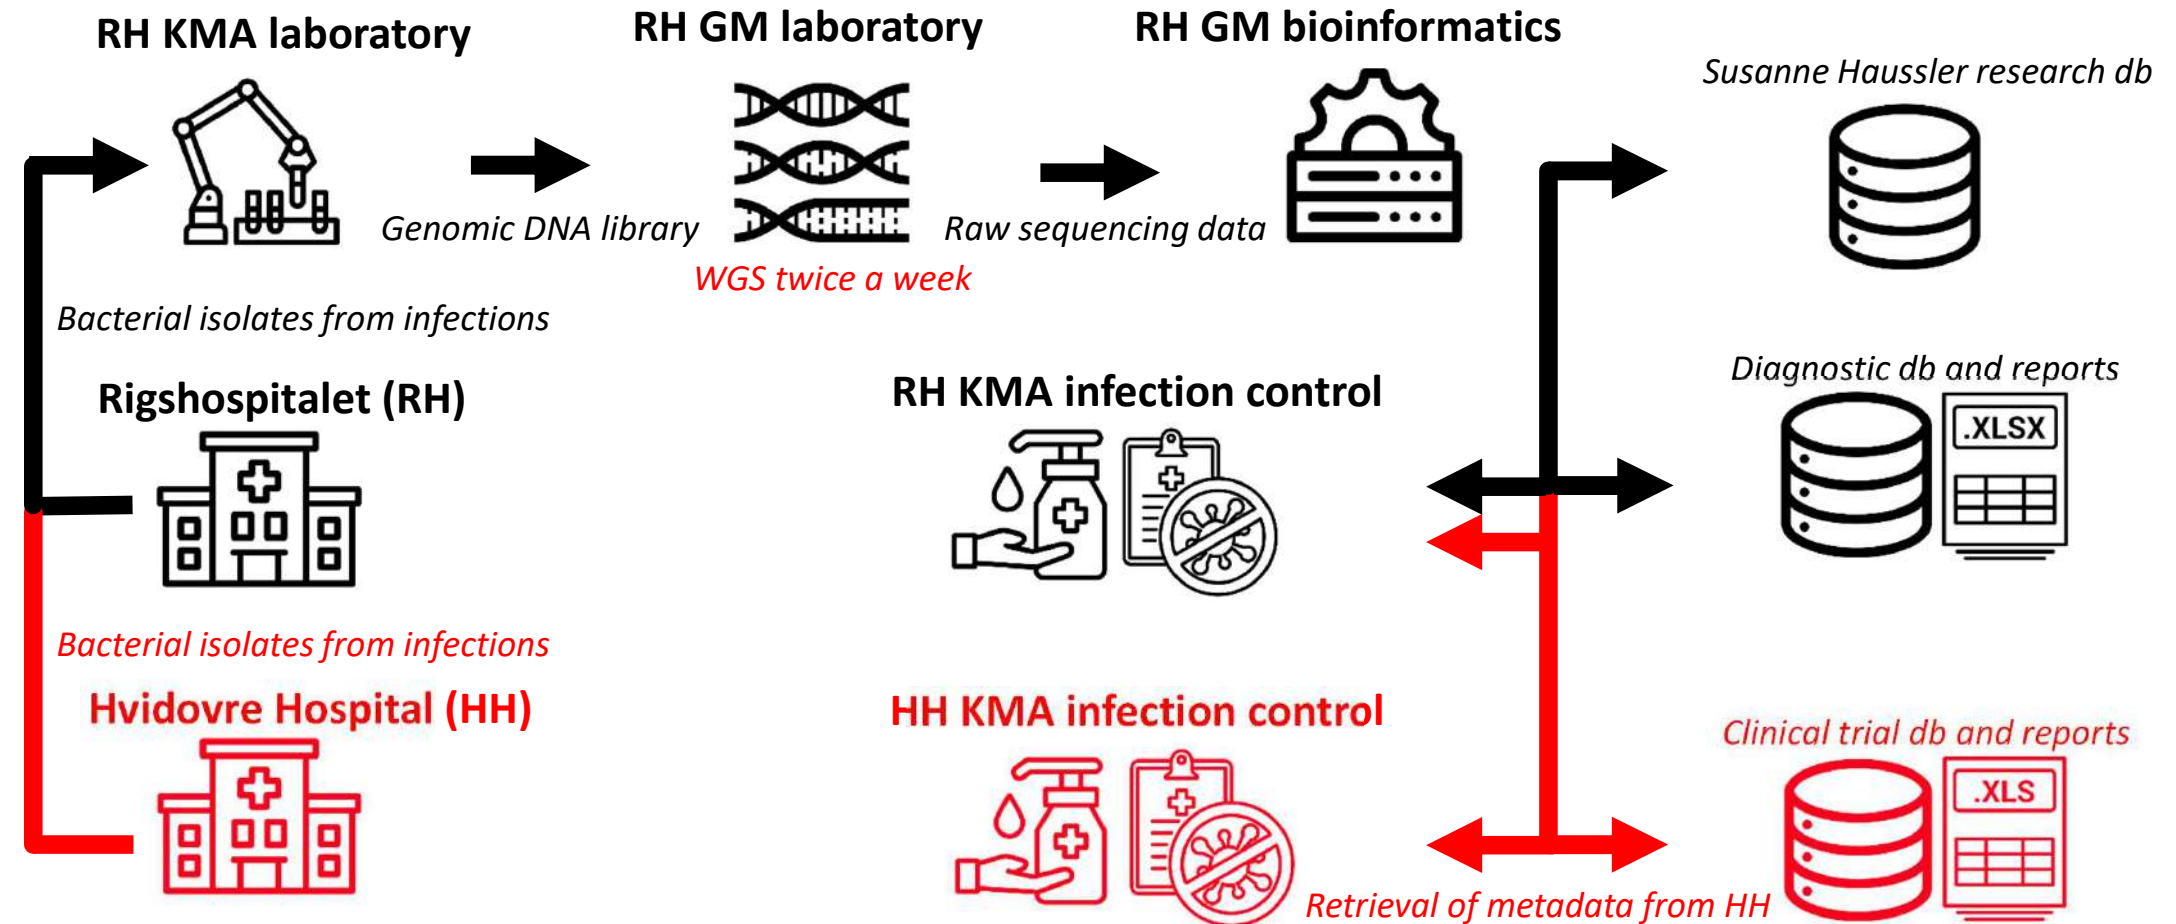 RH KMA laboratory
RH GM laboratory
RH GM bioinformatics
Susanne Haussler research db
Genomic DNA library
Raw sequencing data
WGS twice a week
Bacterial isolates from infections
Rigshospitalet (RH)
RH KMA infection control
Diagnostic db and reports
.XLSX
Bacterial isolates from infections
Hvidovre Hospital (HH)
HH KMA infection control
Clinical trial db and reports
.XLS
Retrieval of metadada from HH